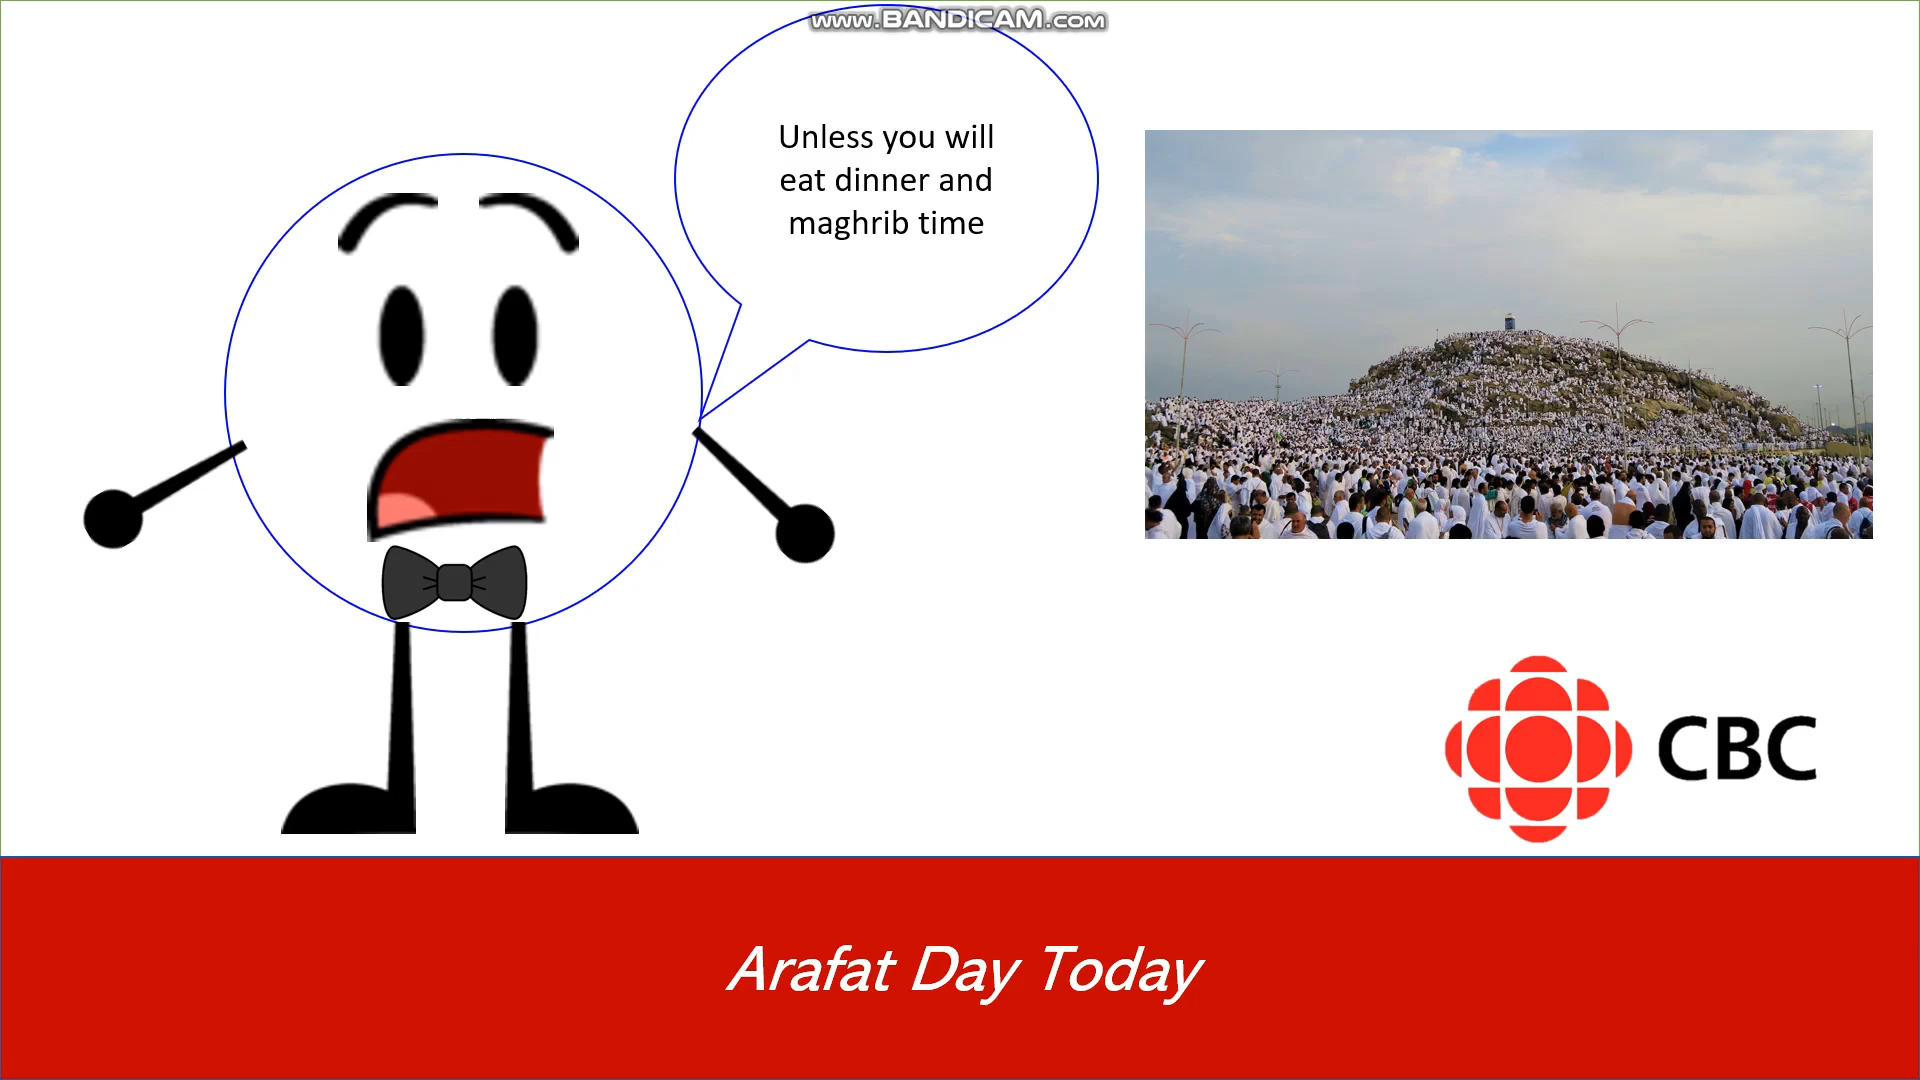 www.BANDICAM.com
Unless you will
eat dinner and
maghrib time
CBC
Arafat Day Today